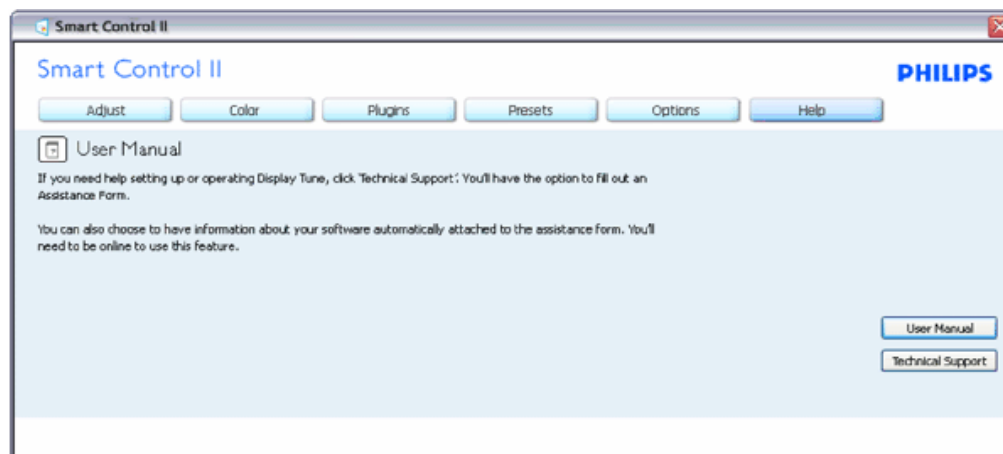 Smart Control II
Smart Control II
PHILIPS
Adjust Color Plugins Presets Options Help
User Manual
If you need help setting up or operating Display Tune, click 'Technical Support'. You'll have the option to fill out an
Assistance Form.
You can also choose to have information about your software automatically attached to the assistance form. You'll
need to be online to use this feature.
User Manual
Technical Support